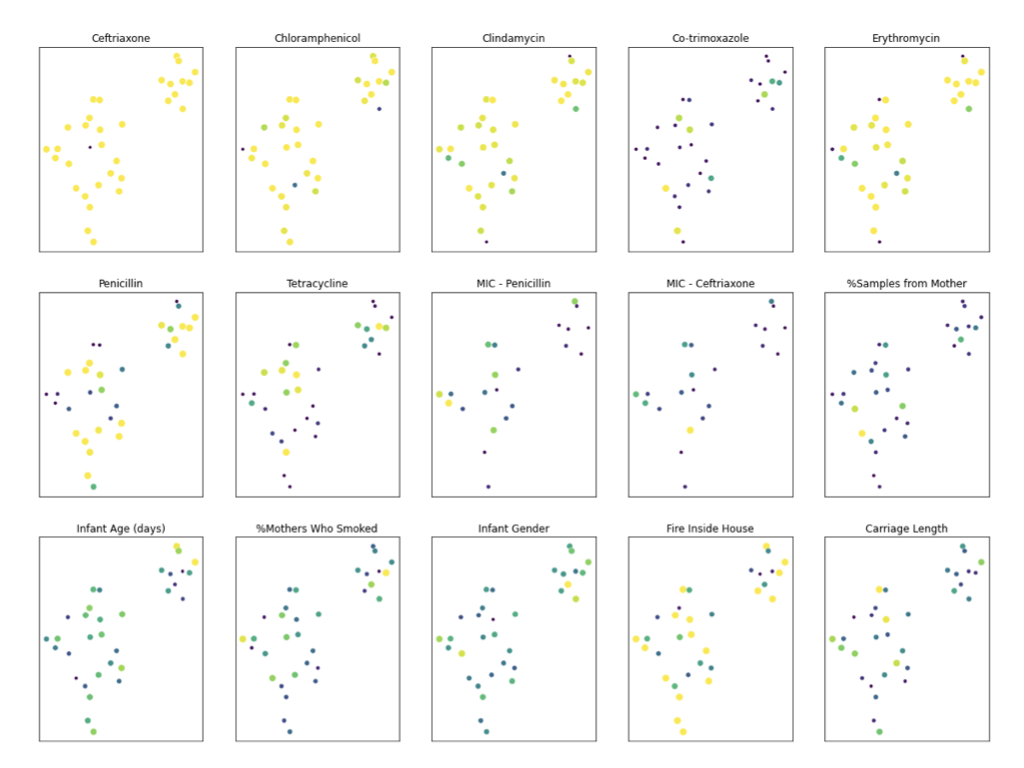 Ceftriaxone
Chloramphenicol
Clindamycin
Co-trimoxazole
Erythromycin
Penicillin
Tetracycline
MIC - Penicillin
MIC - Ceftriaxone
%Samples from Mother
Infant Age (days)
%Mothers Who Smoked
Infant Gender
Fire Inside House
Carriage Length